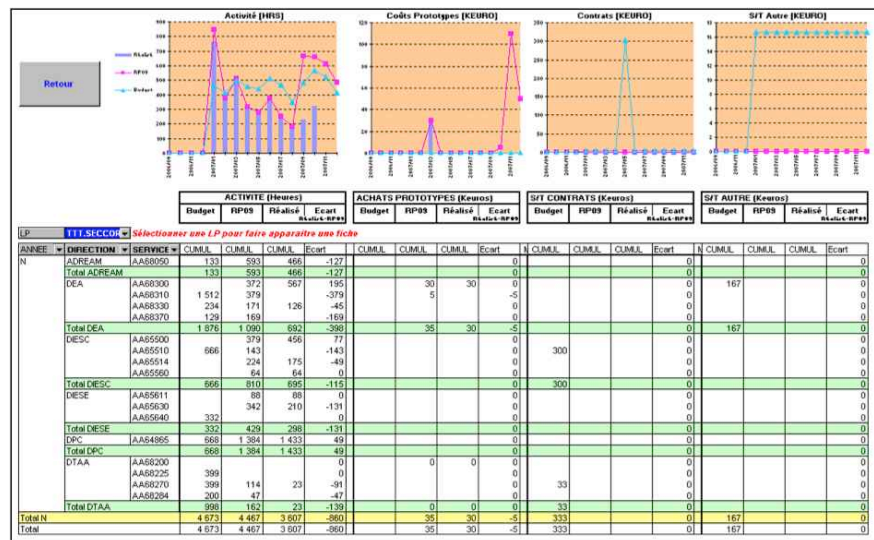 Activité [HRS]
Coûts Prototypes [KEURO]
Contrats [KEURO]
S/T Autre [KEURO]
Retour
Réalisé
RP09
Budget
ACTIVITE (Heures)
ACHATS PROTOTYPES (Keuros)
S/T CONTRATS (Keuros)
S/T AUTRE (Keuros)
Budget RP09 Réalisé Ecart Budget RP09 Réalisé Ecart Budget RP09 Réalisé Ecart Budget RP09 Réalisé Ecart
Réalisé-RP09 Réalisé-RP09 Réalisé-RP09 Réalisé-RP09
LP TTT.SECCOR Sélectionner une LP pour faire apparaître une fiche
ANNEE DIRECTION SERVICE CUMUL CUMUL CUMUL Ecart CUMUL CUMUL CUMUL Ecart CUMUL CUMUL CUMUL Ecart CUMUL CUMUL CUMUL Ecart
N ADREAM AA68050 133 593 466 -127 0 0 0
Total ADREAM 133 593 466 -127 0 0 0
DEA AA68300 372 567 195 30 30 0 0 167 0
AA68310 1 512 379 -379 5 -5 0 0
AA68330 234 171 126 -45 0 0 0
AA68370 129 169 -169 0 0 0
Total DEA 1 876 1 090 692 -398 35 30 -5 0 167 0
DIESC AA65500 379 456 77 0 0 0
AA65510 666 143 -143 0 300 0 0
AA65514 224 175 -49 0 0 0
AA65560 64 64 0 0 0 0
Total DIESC 666 810 695 -115 0 300 0 0
DIESE AA65611 88 88 0 0 0 0
AA65630 342 210 -131 0 0 0
AA65640 332 0 0 0 0
Total DIESE 332 429 298 -131 0 0 0
DPC AA64865 668 1 384 1 433 49 0 0 0
Total DPC 668 1 384 1 433 49 0 0 0
DTAA AA68200 0 0 0 0 0 0
AA68225 399 0 0 0 0
AA68270 399 114 23 -91 0 33 0 0
AA68284 200 47 -47 0 0 0
Total DTAA 998 162 23 -139 0 0 0 33 0 0
Total N 4 673 4 467 3 607 -860 35 30 -5 333 0 167 0
Total 4 673 4 467 3 607 -860 35 30 -5 333 0 167 0